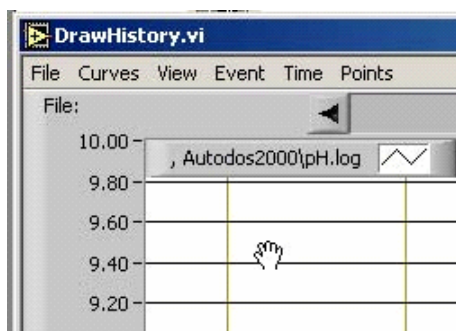 DrawHistory.vi
File Curves View Event Time Points
File:
10.00
, Autodos2000\pH.log
9.80
9.60
9.40
9.20